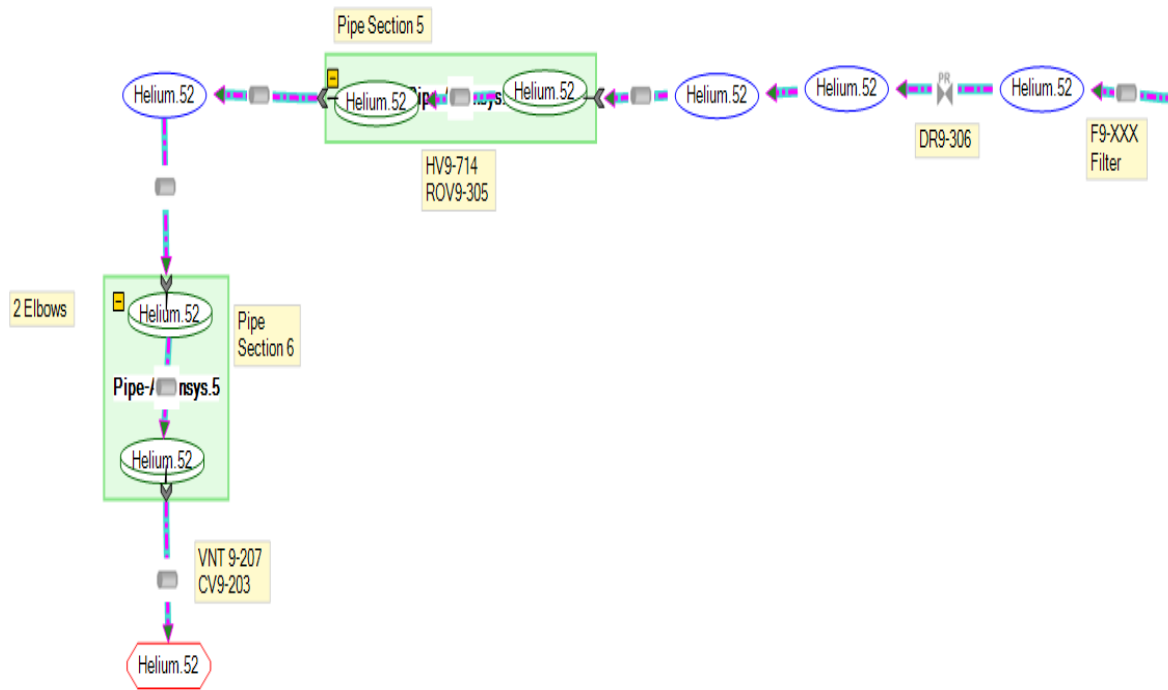 Pipe Section 5
Helium.52
Helium.52
Helium.52
Helium.52
Helium.52
PR
Helium.52
HV9-714
ROV9-305
DR9-306
F9-XXX
Filter
2 Elbows
Helium.52
Pipe
Section 6
Helium.52
VNT 9-207
CV9-203
Helium.52